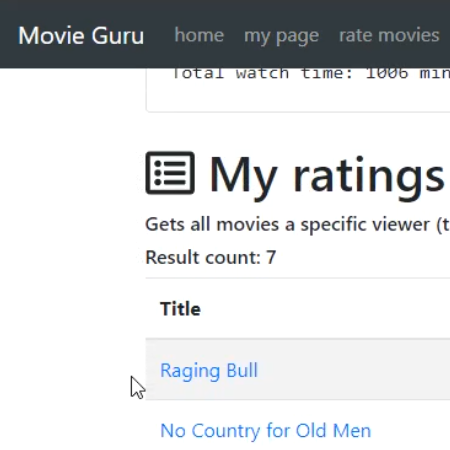 Movie Guru home my page rate movies
Total watch time: 1006 min
My ratings
Gets all movies a specific viewer (t
Result count: 7
Title
Raging Bull
No Country for Old Men